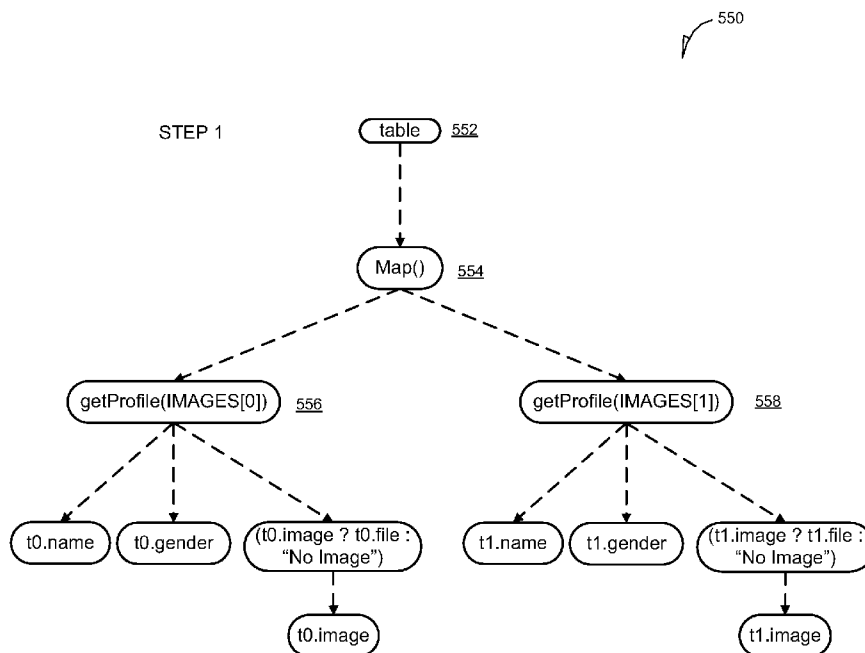 550
STEP 1
table
552
Map()
554
getProfile(IMAGES[0])
556
getProfile(IMAGES[1])
558
t0.name
t0.gender
(t0.image ? t0.file :
“No Image”)
t1.name
t1.gender
(t1.image ? t1.file :
“No Image”)
t0.image
t1.image